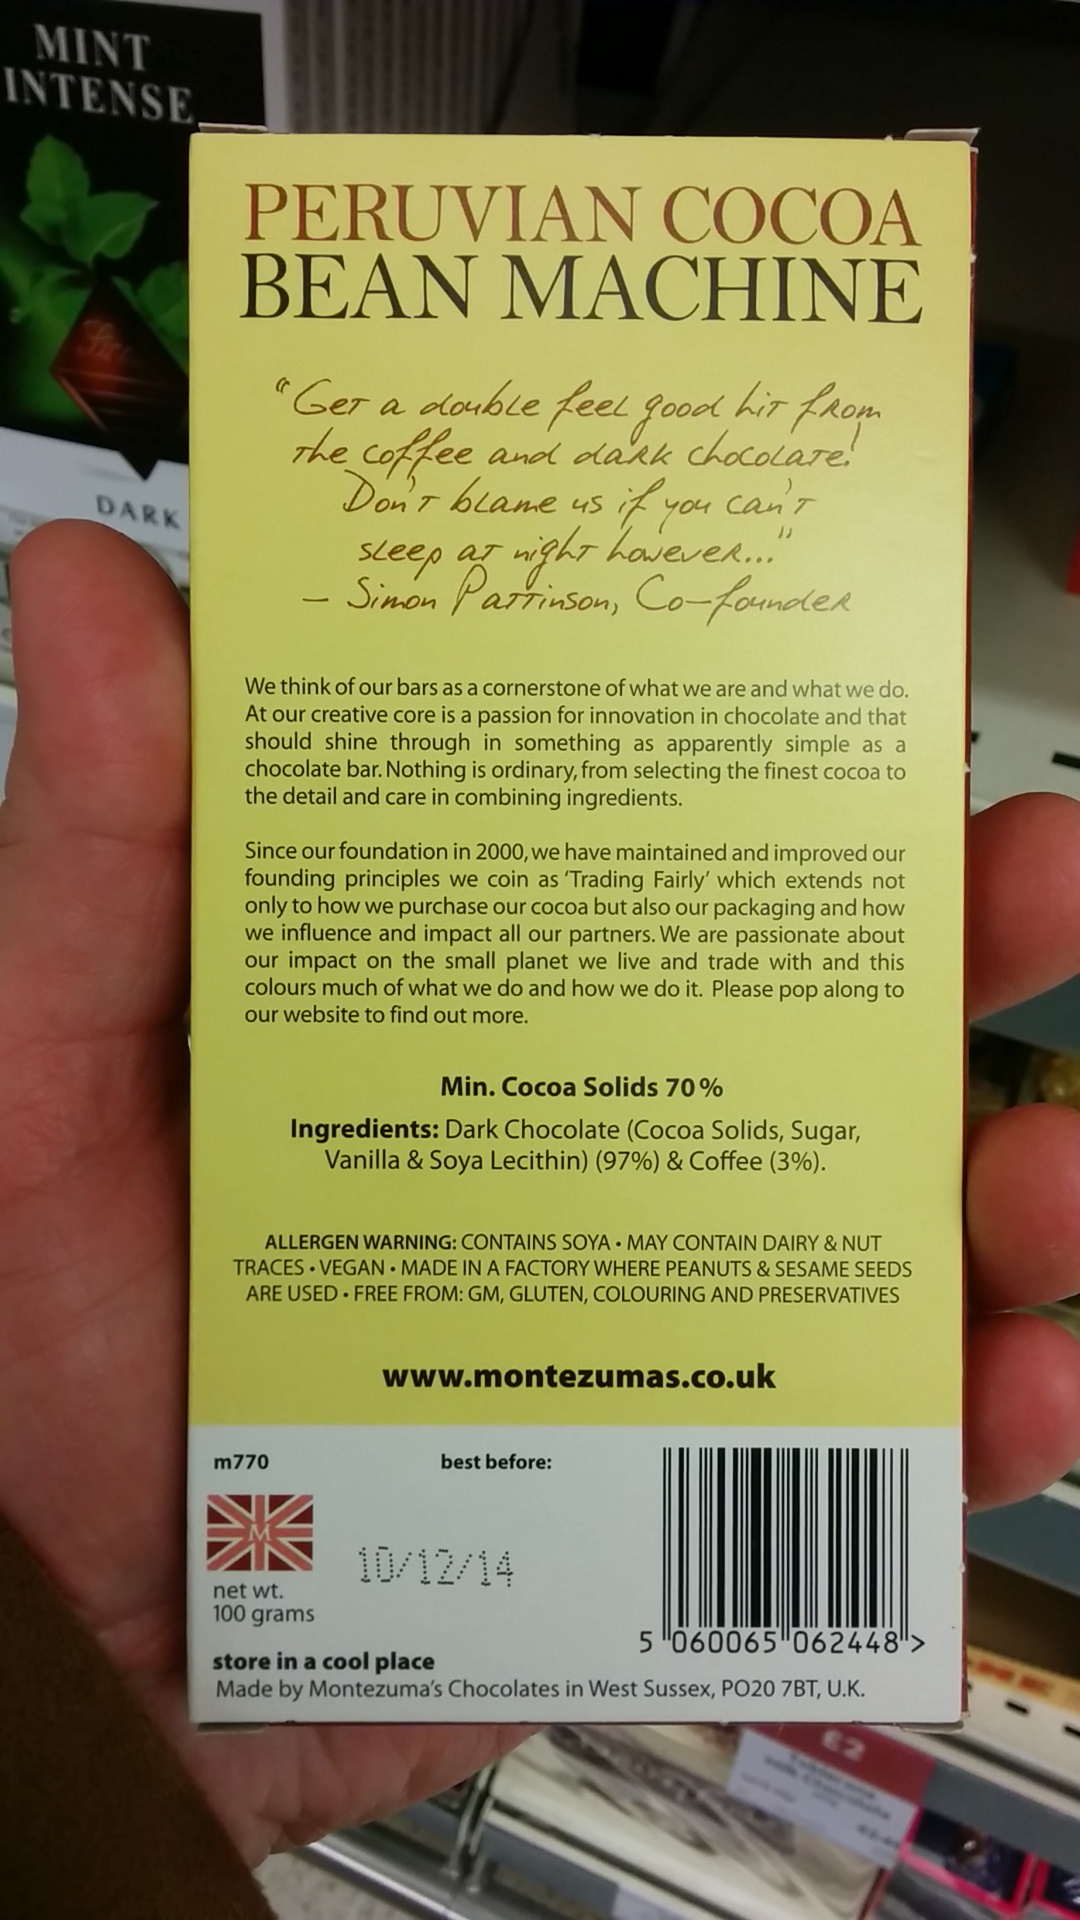 MINT
INTENSE
DARK
PERUVIAN COCOA
BEAN MACHINE
"Get a double feel good hit from
the coffee and dark chocolate!
Don't blame us if you can't
sleep at night however..."
– Simon Pattinson, Co-founder
We think of our bars as a cornerstone of what we are and what we do.
At our creative core is a passion for innovation in chocolate and that
should shine through in something as apparently simple as a
chocolate bar. Nothing is ordinary, from selecting the finest cocoa to
the detail and care in combining ingredients.
Since our foundation in 2000, we have maintained and improved our
founding principles we coin as 'Trading Fairly' which extends not
only to how we purchase our cocoa but also our packaging and how
we influence and impact all our partners. We are passionate about
our impact on the small planet we live and trade with and this
colours much of what we do and how we do it. Please pop along to
our website to find out more.
Min. Cocoa Solids 70%
Ingredients: Dark Chocolate (Cocoa Solids, Sugar,
Vanilla & Soya Lecithin) (97%) & Coffee (3%).
ALLERGEN WARNING: CONTAINS SOYA • MAY CONTAIN DAIRY & NUT
TRACES • VEGAN • MADE IN A FACTORY WHERE PEANUTS & SESAME SEEDS
ARE USED • FREE FROM: GM, GLUTEN, COLOURING AND PRESERVATIVES
www.montezumas.co.uk
m770
best before:
M
10/12/14
net wt.
100 grams
5 060065 062448 >
store in a cool place
Made by Montezuma's Chocolates in West Sussex, PO20 7BT, U.K.
£2